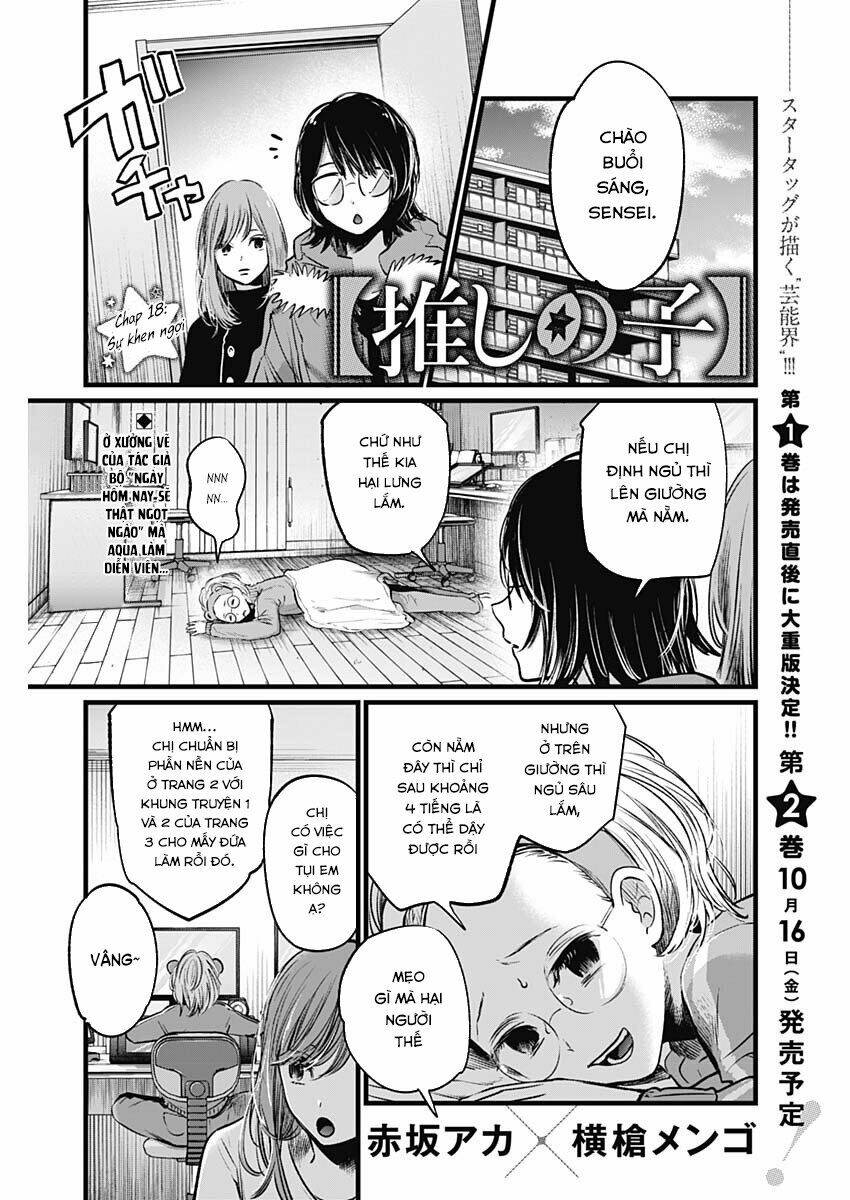 スタータッグが描く"芸能界"!!!
第1巻は発売直後に大重版決定!! 第2巻10月16日(金)発売予定!
CHÀO
BUỔI
SÁNG,
SENSEI.
ガチャ
【推しの子】
Chap 18:
Sự khen ngợi
NẾU CHỊ
ĐỊNH NGỦ THÌ
LÊN GIƯỜNG
MÀ NẰM.
CHỨ NHƯ
THẾ KIA
HẠI LƯNG
LẮM.
NNN
NN...
Ở XƯỞNG VẼ
CỦA TÁC GIẢ
BỘ "NGÀY
HÔM NAY SẼ
THẬT NGỌT
NGÀO" MÀ
AQUA LÀM
DIỄN VIÊN...
NHƯNG
Ở TRÊN
GIƯỜNG THÌ
NGỦ SÂU
LẮM,
CÒN NẰM
ĐÂY THÌ CHỈ
SAU KHOẢNG
4 TIẾNG LÀ
CÓ THỂ DẬY
ĐƯỢC RỒI
MẸO
GÌ MÀ HẠI
NGƯỜI
THẾ
CHỊ
CÓ VIỆC
GÌ CHO
TỤI EM
KHÔNG
Ạ?
HMM...
CHỊ CHUẨN BỊ
PHẦN NỀN CỦA
Ở TRANG 2 VỚI
KHUNG TRUYỆN 1
VÀ 2 CỦA TRANG
3 CHO MẤY ĐỨA
LÀM RỒI ĐÓ.
VÂNG~
赤坂アカ×横槍メンゴ